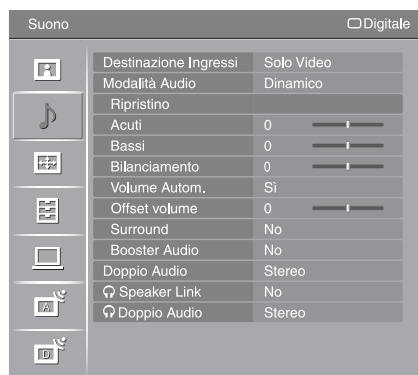 Suono Digitale
Destinazione Ingressi Solo Video
Modalità Audio Dinamico
Ripristino
Acuti 0
Bassi 0
Bilanciamento 0
Volume Autom. Sì
Offset volume 0
Surround No
Booster Audio No
Doppio Audio Stereo
Speaker Link No
Doppio Audio Stereo
A
D